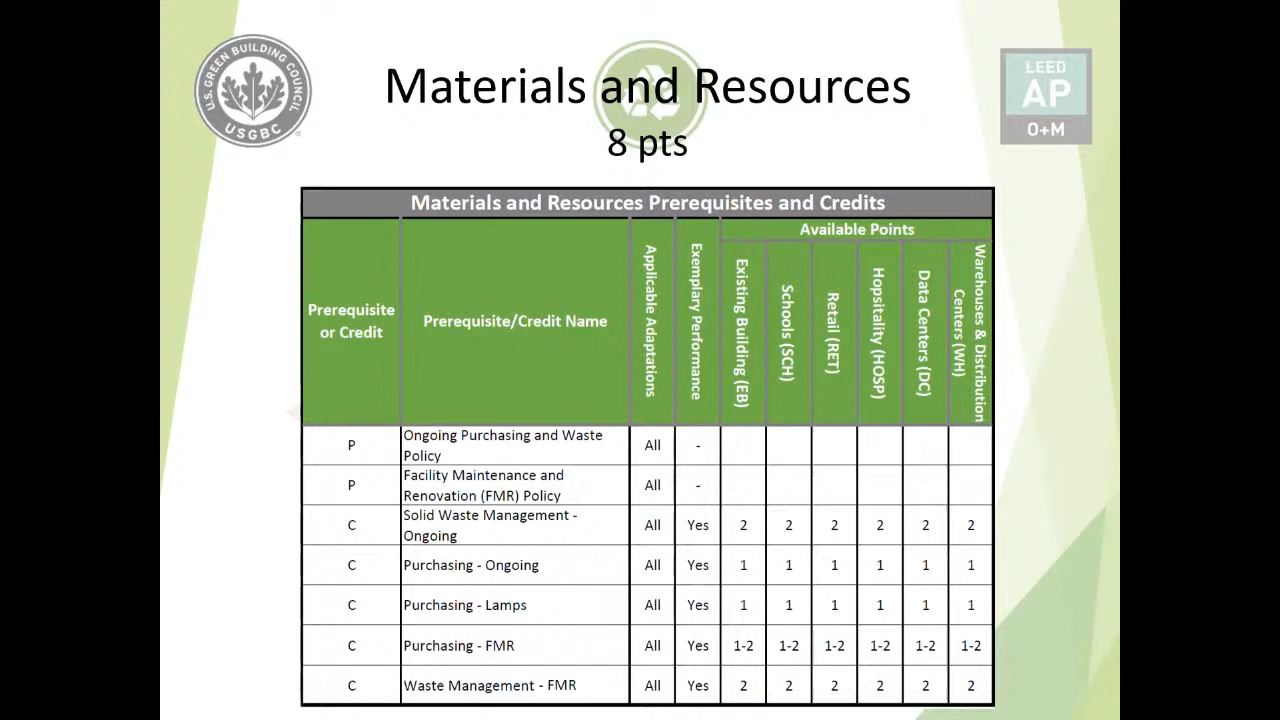 U.S. GREEN BUILDING COUNCIL
USGBC
LEED
AP
O+M
Materials and Resources
8 pts
Materials and Resources Prerequisites and Credits
Prerequisite
or Credit
Prerequisite/Credit Name
Applicable Adaptations
Exemplary Performance
Available Points
Existing Building (EB)
Schools (SCH)
Retail (RET)
Hopsitality (HOSP)
Data Centers (DC)
Warehouses & Distribution
Centers (WH)
P Ongoing Purchasing and Waste
Policy All -
P Facility Maintenance and
Renovation (FMR) Policy All -
C Solid Waste Management -
Ongoing All Yes 2 2 2 2 2 2
C Purchasing - Ongoing All Yes 1 1 1 1 1 1
C Purchasing - Lamps All Yes 1 1 1 1 1 1
C Purchasing - FMR All Yes 1-2 1-2 1-2 1-2 1-2 1-2
C Waste Management - FMR All Yes 2 2 2 2 2 2